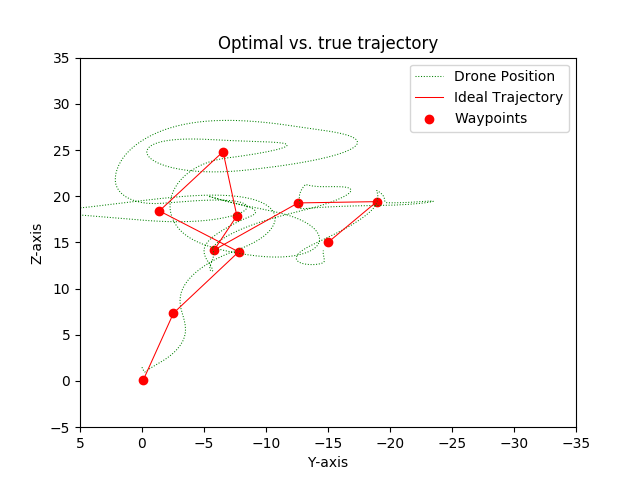 Optimal vs. true trajectory
Drone Position
Ideal Trajectory
Waypoints
35
30
25
20
15
10
5
0
−5
Z-axis
5 0 −5 −10 −15 −20 −25 −30 −35
Y-axis